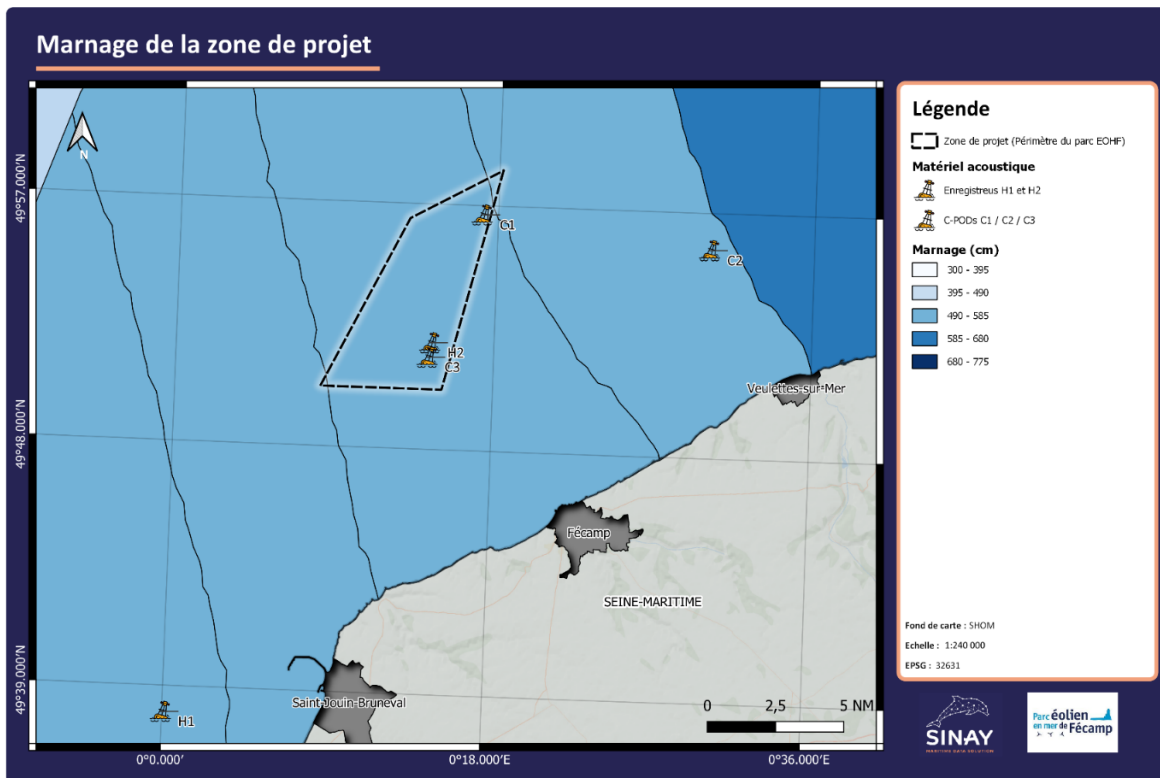 Marnage de la zone de projet
N
49°57.000'N
49°48.000'N
49°39.000'N
C1
C2
H2
C3
H1
Veulettes-sur-Mer
Fécamp
SEINE-MARITIME
Saint-Jouin-Bruneval
0 2,5 5 NM
0°0.000'
0°18.000'E
0°36.000'E
Légende
Zone de projet (Périmètre du parc EOHF)
Matériel acoustique
Enregistreus H1 et H2
C-PODs C1 / C2 / C3
Marnage (cm)
300 - 395
395 - 490
490 - 585
585 - 680
680 - 775
Fond de carte : SHOM
Echelle : 1:240 000
EPSG : 32631
SINAY
MARITIME DATA SOLUTION
Parc éolien
en mer de Fécamp